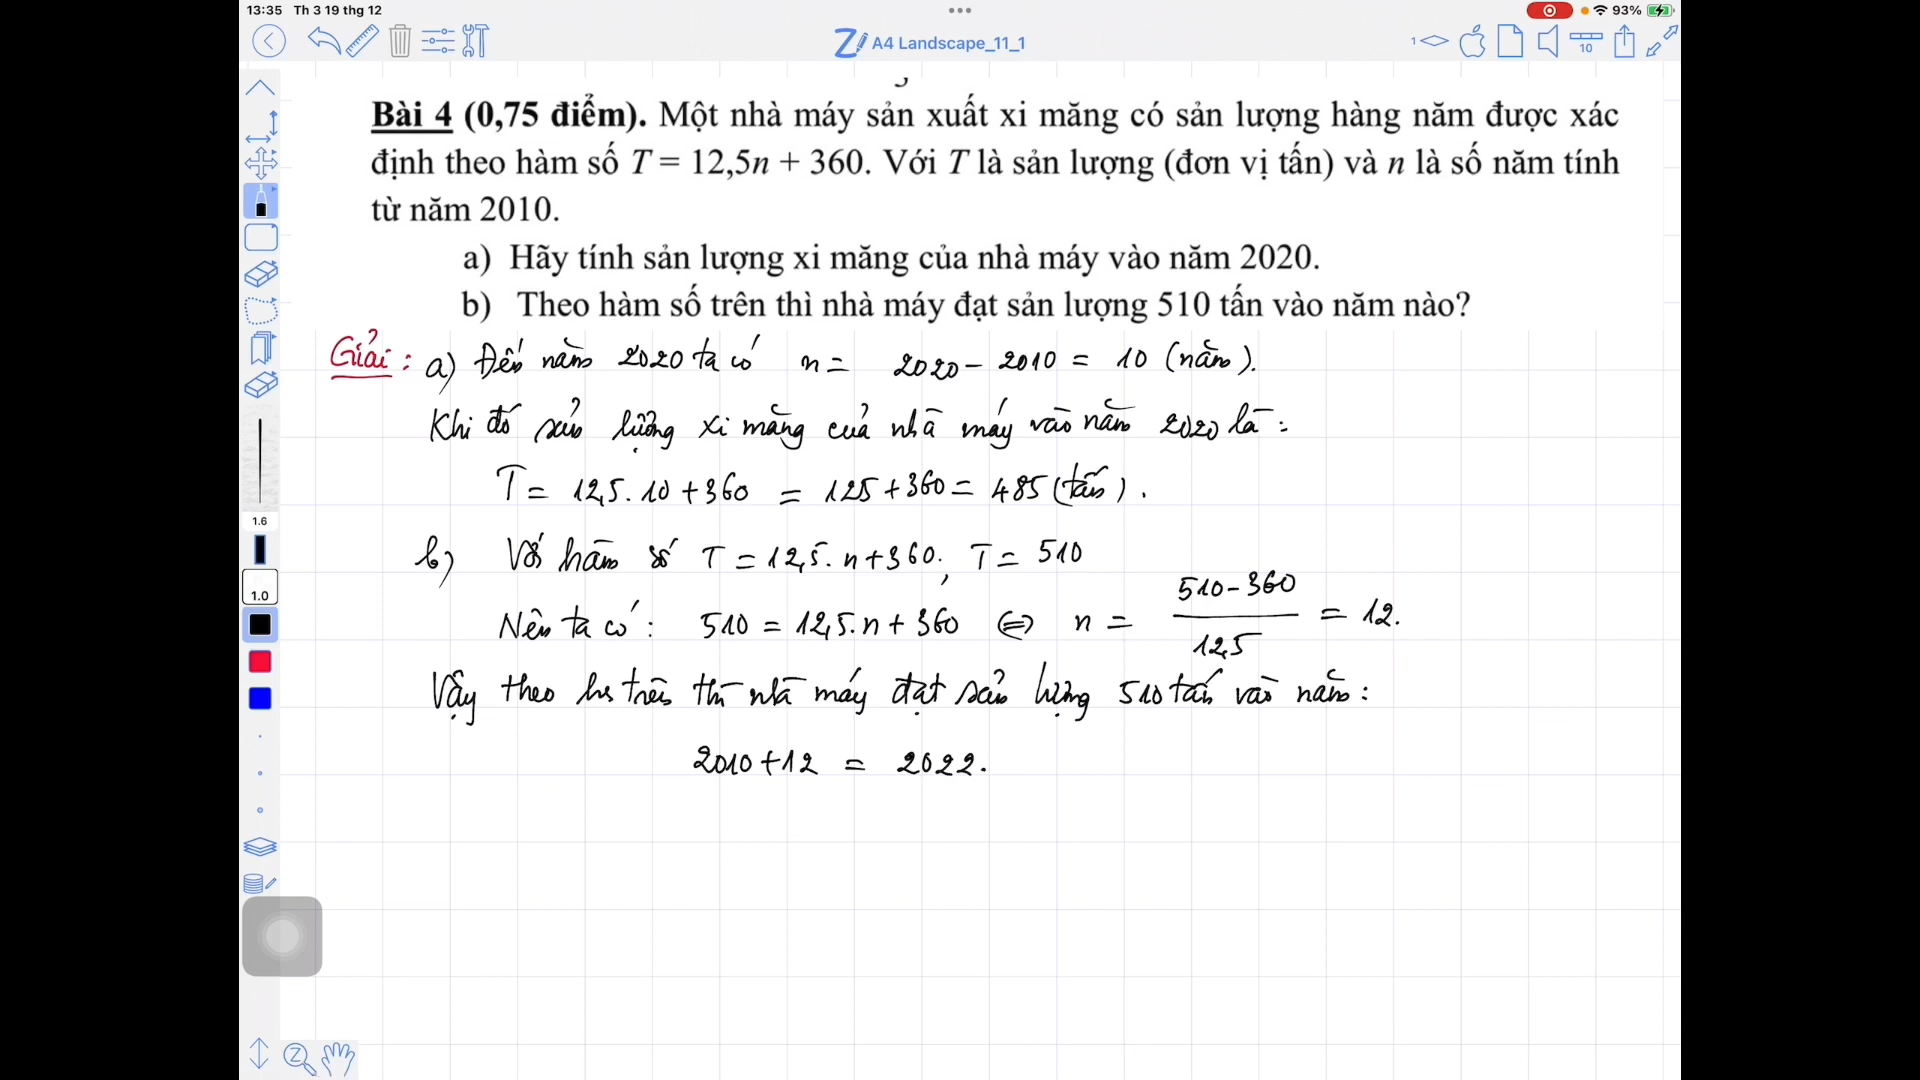 13:35 Th 3 19 thg 12
93%
A4 Landscape_11_1
1
10
Bài 4 (0,75 điểm). Một nhà máy sản xuất xi măng có sản lượng hàng năm được xác
định theo hàm số T = 12,5n + 360. Với T là sản lượng (đơn vị tấn) và n là số năm tính
từ năm 2010.
a) Hãy tính sản lượng xi măng của nhà máy vào năm 2020.
b) Theo hàm số trên thì nhà máy đạt sản lượng 510 tấn vào năm nào?
Giải: a) Đến năm 2020 ta có n = 2020 - 2010 = 10 (năm).
Khi đó sản lượng xi măng của nhà máy vào năm 2020 là:
T = 12,5. 10 + 360 = 125 + 360 = 485 (tấn).
b) Với hàm số T = 12,5. n + 360; T = 510
Nên ta có: 510 = 12,5. n + 360 ⇔ n = (510 - 360)/12,5 = 12.
Vậy theo hs trên thì nhà máy đạt sản lượng 510 tấn vào năm:
2010 + 12 = 2022.
1.6
1.0